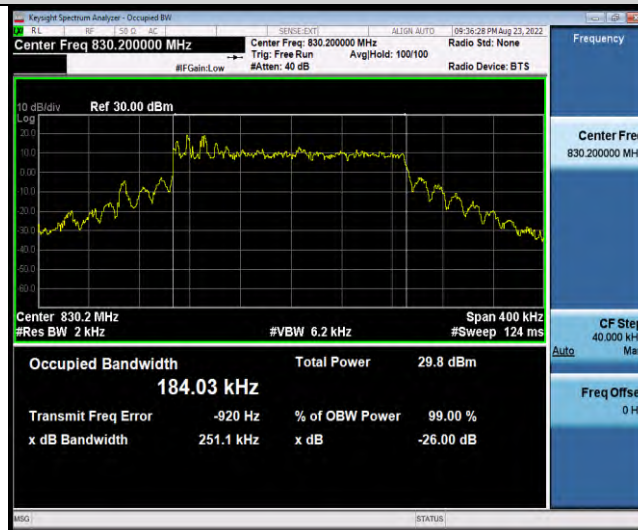 Keysight Spectrum Analyzer - Occupied BW
RL RF 50 Ω AC SENSE:EXT ALIGN AUTO 09:36:28 PM Aug 23, 2022
Center Freq 830.200000 MHz
Center Freq: 830.200000 MHz Radio Std: None
Trig: Free Run Avg|Hold: 100/100
#IFGain:Low #Atten: 40 dB Radio Device: BTS
Frequency
10 dB/div Ref 30.00 dBm
Log
20.0
10.0
0.00
-10.0
-20.0
-30.0
-40.0
-50.0
-60.0
Center Fre
830.200000 MH
Center 830.2 MHz Span 400 kHz
#Res BW 2 kHz #VBW 6.2 kHz #Sweep 124 ms
CF Step
40.000 kH
Auto Ma
Occupied Bandwidth Total Power 29.8 dBm
184.03 kHz
Transmit Freq Error -920 Hz % of OBW Power 99.00 %
x dB Bandwidth 251.1 kHz x dB -26.00 dB
Freq Offse
0 H
MSG STATUS